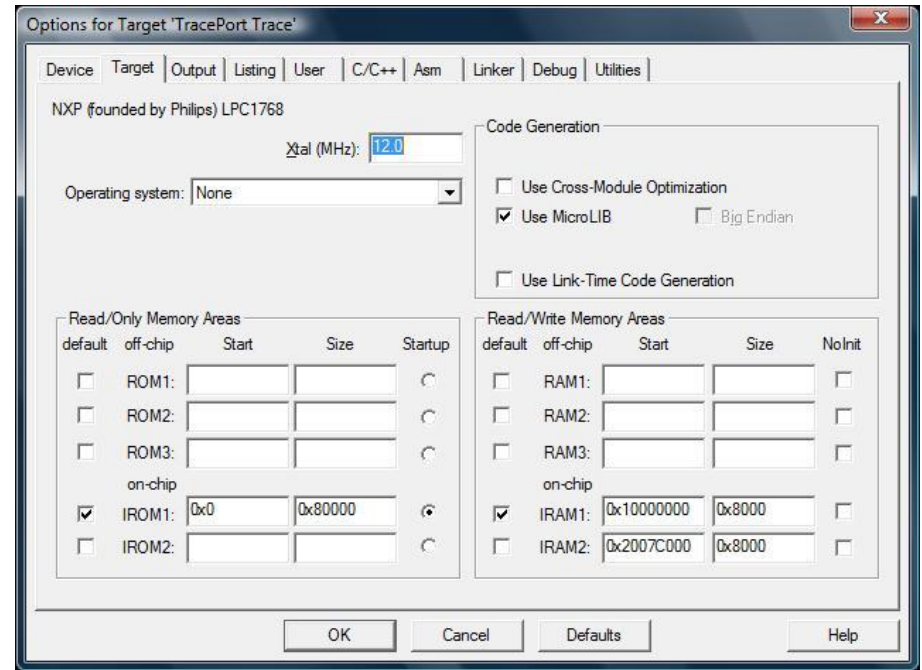 Options for Target 'TracePort Trace'
Device Target Output Listing User C/C++ Asm Linker Debug Utilities
NXP (founded by Philips) LPC1768
Xtal (MHz): 12.0
Operating system: None
Code Generation
Use Cross-Module Optimization
Use MicroLIB Big Endian
Use Link-Time Code Generation
Read/Only Memory Areas
default off-chip Start Size Startup
ROM1:
ROM2:
ROM3:
on-chip
IROM1: 0x0 0x80000
IROM2:
Read/Write Memory Areas
default off-chip Start Size NoInit
RAM1:
RAM2:
RAM3:
on-chip
IRAM1: 0x10000000 0x8000
IRAM2: 0x2007C000 0x8000
OK Cancel Defaults Help